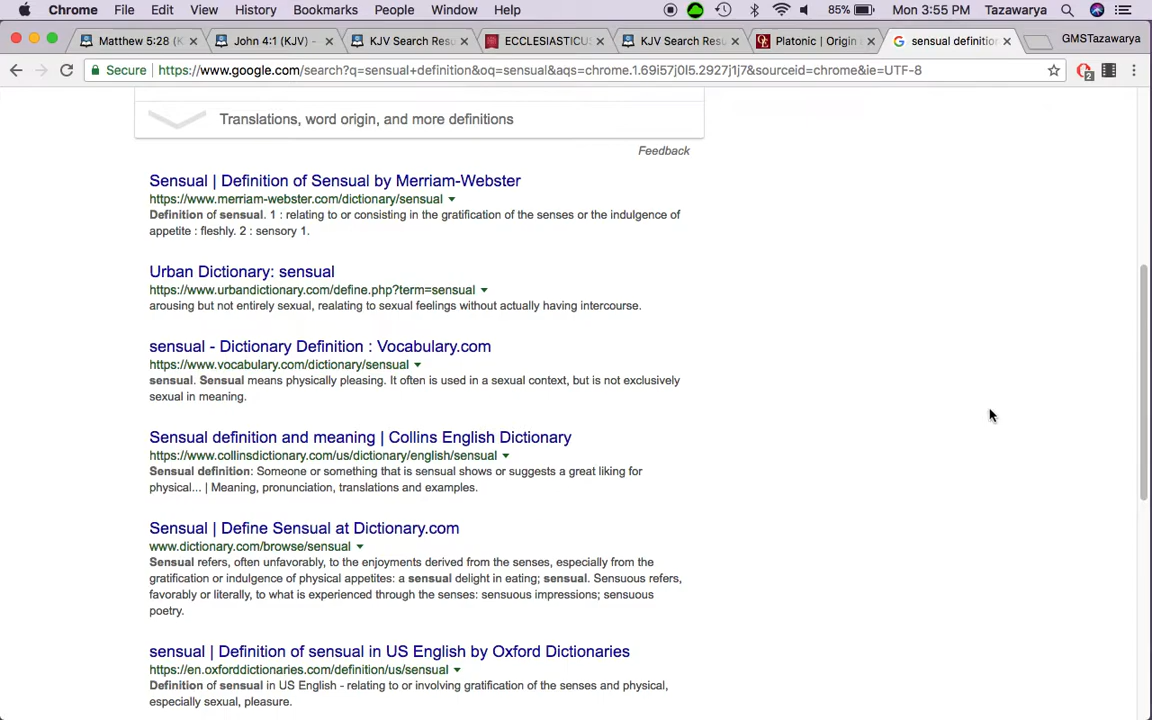 Chrome File Edit View History Bookmarks People Window Help 85% Mon 3:55 PM Tazawarya
Matthew 5:28 (K John 4:1 (KJV) - KJV Search Resu ECCLESIASTICU KJV Search Resu Platonic | Origin sensual definitio GMSTazawarya
Secure https://www.google.com/search?q=sensual+definition&oq=sensual&aqs=chrome.1.69i57j0l5.2927j1j7&sourceid=chrome&ie=UTF-8 2
Translations, word origin, and more definitions
Feedback
Sensual | Definition of Sensual by Merriam-Webster
https://www.merriam-webster.com/dictionary/sensual
Definition of sensual. 1 : relating to or consisting in the gratification of the senses or the indulgence of
appetite : fleshly. 2 : sensory 1.
Urban Dictionary: sensual
https://www.urbandictionary.com/define.php?term=sensual
arousing but not entirely sexual, realating to sexual feelings without actually having intercourse.
sensual - Dictionary Definition : Vocabulary.com
https://www.vocabulary.com/dictionary/sensual
sensual. Sensual means physically pleasing. It often is used in a sexual context, but is not exclusively
sexual in meaning.
Sensual definition and meaning | Collins English Dictionary
https://www.collinsdictionary.com/us/dictionary/english/sensual
Sensual definition: Someone or something that is sensual shows or suggests a great liking for
physical... | Meaning, pronunciation, translations and examples.
Sensual | Define Sensual at Dictionary.com
www.dictionary.com/browse/sensual
Sensual refers, often unfavorably, to the enjoyments derived from the senses, especially from the
gratification or indulgence of physical appetites: a sensual delight in eating; sensual. Sensuous refers,
favorably or literally, to what is experienced through the senses: sensuous impressions; sensuous
poetry.
sensual | Definition of sensual in US English by Oxford Dictionaries
https://en.oxforddictionaries.com/definition/us/sensual
Definition of sensual in US English - relating to or involving gratification of the senses and physical,
especially sexual, pleasure.